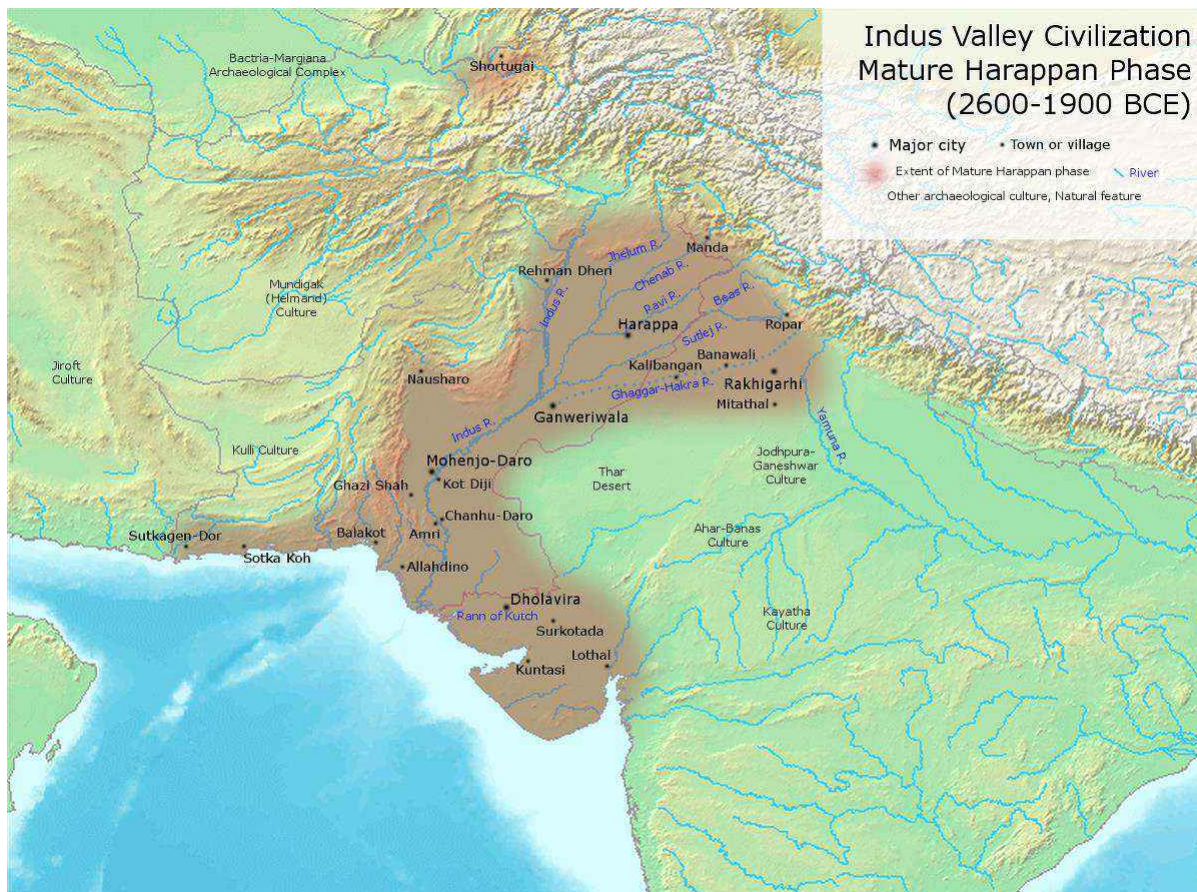 Indus Valley Civilization
Mature Harappan Phase
(2600-1900 BCE)
Major city
Town or village
Extent of Mature Harappan phase
River
Other archaeological culture, Natural feature
Bactria-Margiana
Archaeological Complex
Shortugai
Manda
Jhelum R.
Rehman Dheri
Chenab R.
Mundigak
(Helmand)
Culture
Indus R.
Ravi R.
Beas R.
Harappa
Ropar
Sutlej R.
Banawali
Jiroft
Culture
Kalibangan
Nausharo
Rakhigarhi
Ghaggar-Hakra R.
Mitathal
Ganweriwala
Yamuna R.
Indus R.
Kulli Culture
Mohenjo-Daro
Jodhpura-
Ganeshwar
Culture
Thar
Desert
Kot Diji
Ghazi Shah
Chanhu-Daro
Amri
Balakot
Sutkagen-Dor
Ahar-Banas
Culture
Sotka Koh
Allahdino
Dholavira
Rann of Kutch
Kayatha
Culture
Surkotada
Lothal
Kuntasi